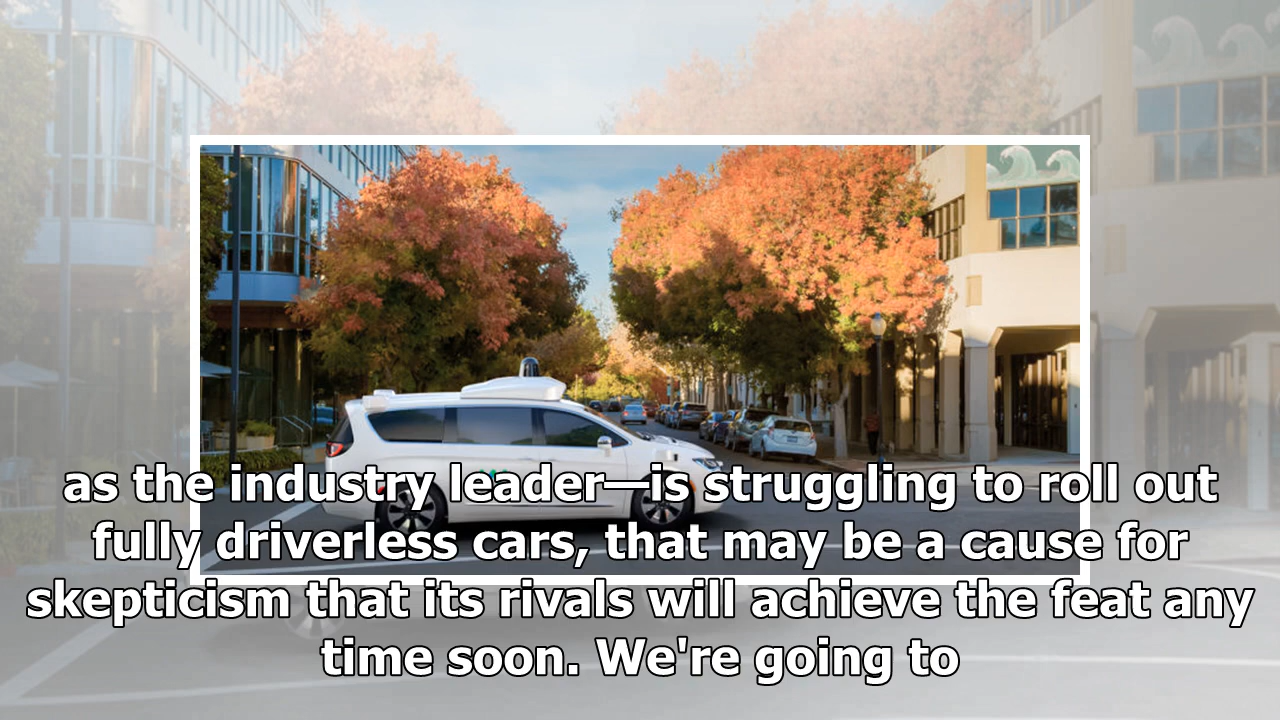 as the industry leader—is struggling to roll out
fully driverless cars, that may be a cause for
skepticism that its rivals will achieve the feat any
time soon. We're going to